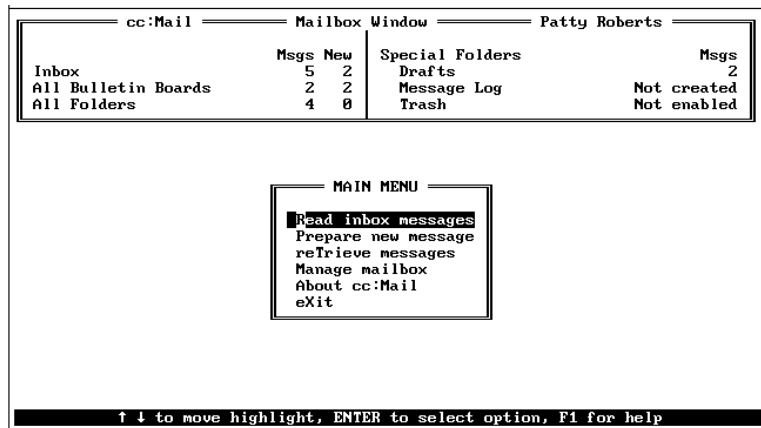 cc:Mail Mailbox Window Patty Roberts
Msgs New Special Folders Msgs
Inbox 5 2 Drafts 2
All Bulletin Boards 2 2 Message Log Not created
All Folders 4 0 Trash Not enabled
MAIN MENU
Read inbox messages
Prepare new message
reTrieve messages
Manage mailbox
About cc:Mail
eXit
↑ ↓ to move highlight, ENTER to select option, F1 for help